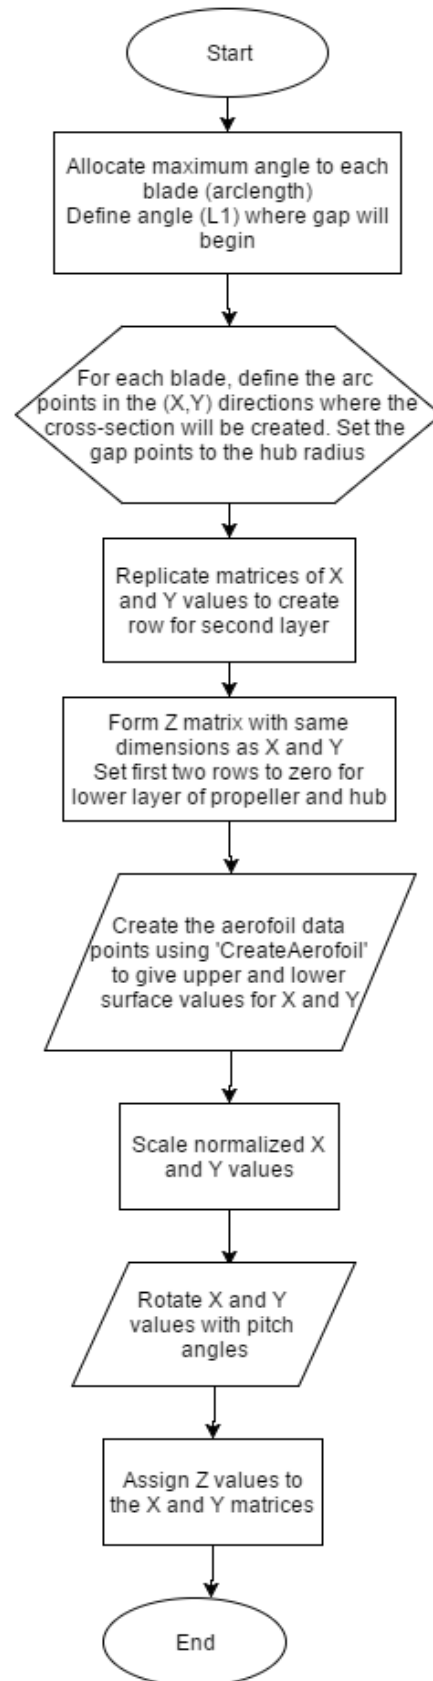 Start
Allocate maximum angle to each
blade (arclength)
Define angle (L1) where gap will
begin
For each blade, define the arc
points in the (X,Y) directions where the
cross-section will be created. Set the
gap points to the hub radius
Replicate matrices of X
and Y values to create
row for second layer
Form Z matrix with same
dimensions as X and Y
Set first two rows to zero for
lower layer of propeller and hub
Create the aerofoil data
points using 'CreateAerofoil'
to give upper and lower
surface values for X and Y
Scale normalized X
and Y values
Rotate X and Y
values with pitch
angles
Assign Z values to
the X and Y matrices
End